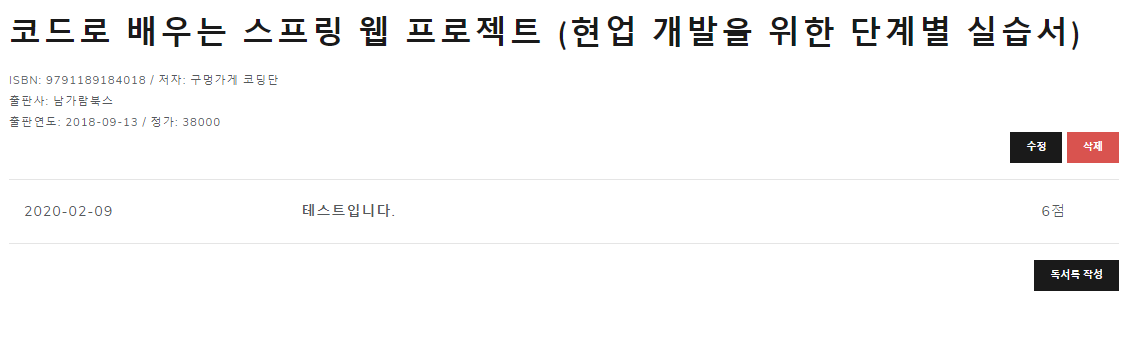 코드로 배우는 스프링 웹 프로젝트 (현업 개발을 위한 단계별 실습서)
ISBN: 9791189184018 / 저자: 구멍가게 코딩단
출판사: 남가람북스
출판연도: 2018-09-13 / 정가: 38000
수정 삭제
2020-02-09 테스트입니다. 6점
독서록 작성